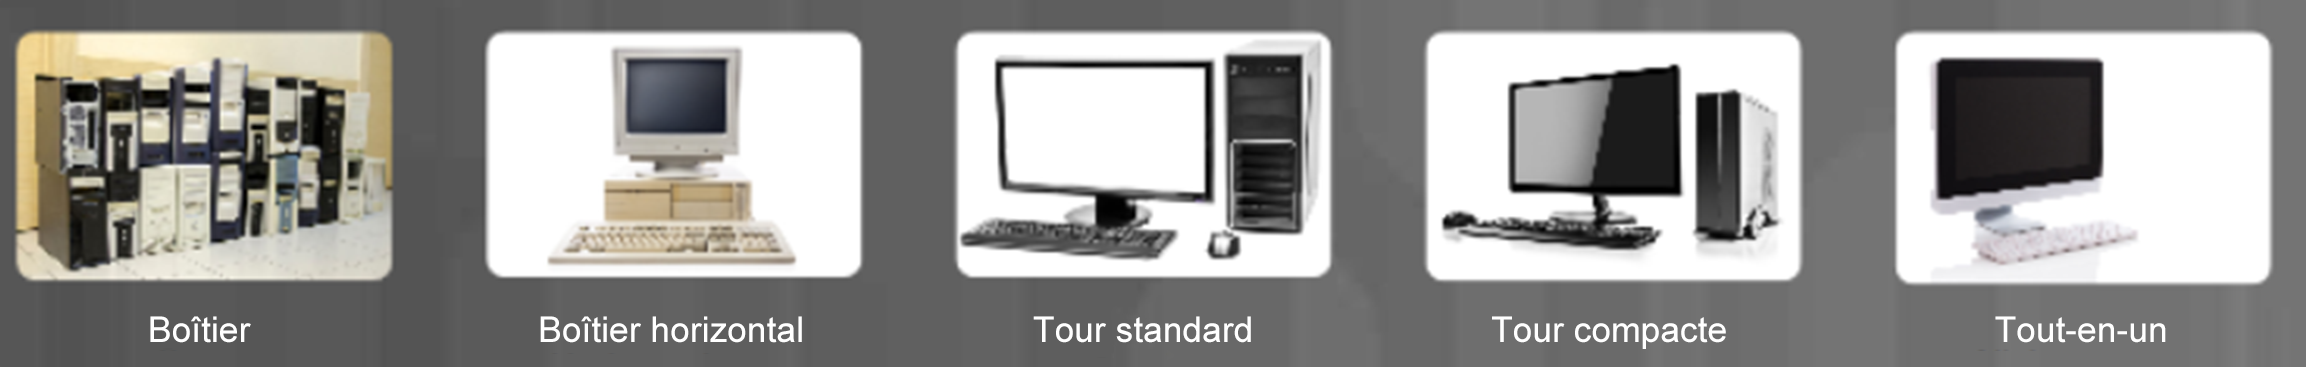 Boîtier
Boîtier horizontal
Tour standard
Tour compacte
Tout-en-un